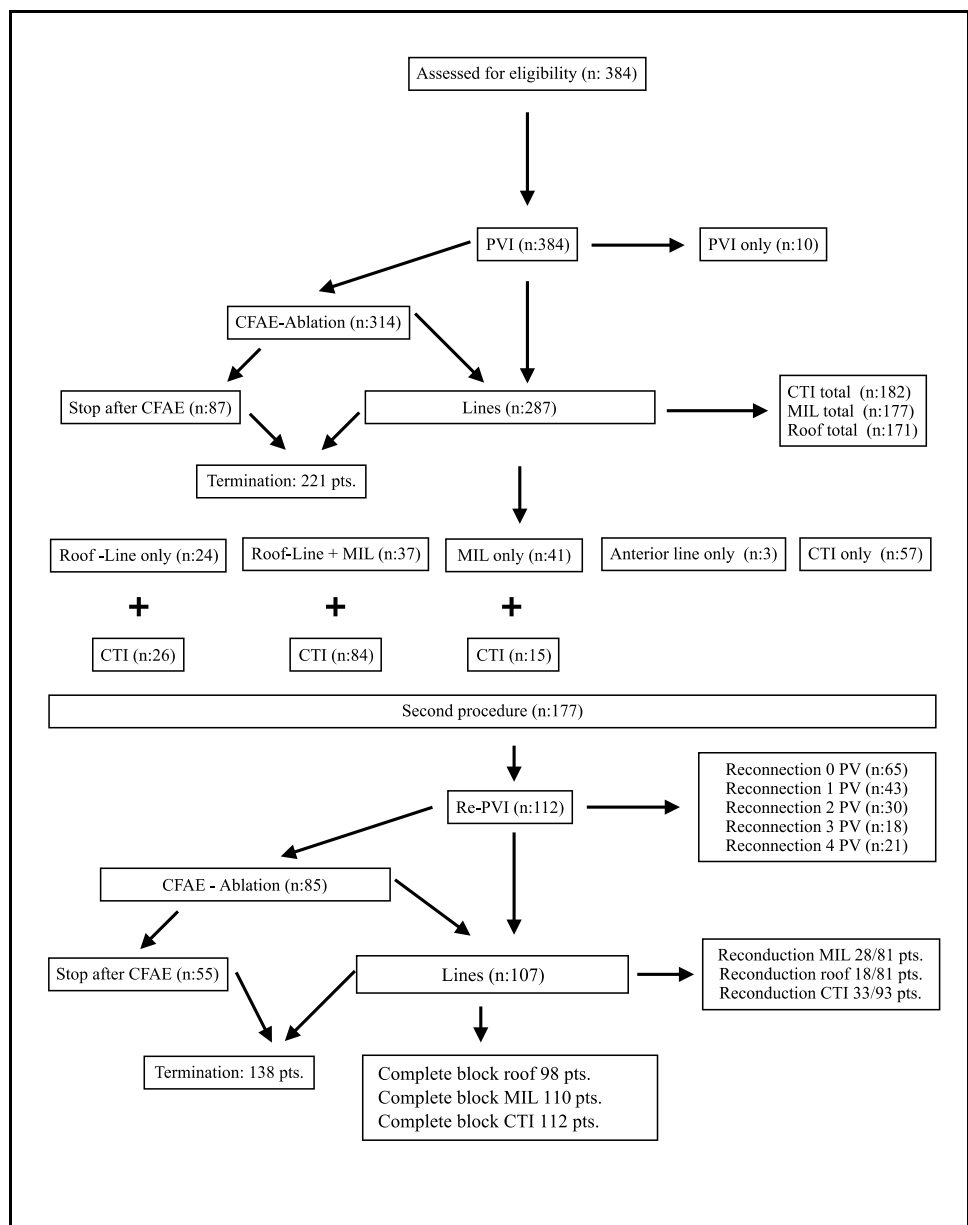 Assessed for eligibility (n: 384)
PVI (n:384)
PVI only (n:10)
CFAE-Ablation (n:314)
Stop after CFAE (n:87)
Lines (n:287)
CTI total (n:182)
MIL total (n:177)
Roof total (n:171)
Termination: 221 pts.
Roof -Line only (n:24)
Roof-Line + MIL (n:37)
MIL only (n:41)
Anterior line only (n:3)
CTI only (n:57)
+
+
+
CTI (n:26)
CTI (n:84)
CTI (n:15)
Second procedure (n:177)
Re-PVI (n:112)
Reconnection 0 PV (n:65)
Reconnection 1 PV (n:43)
Reconnection 2 PV (n:30)
Reconnection 3 PV (n:18)
Reconnection 4 PV (n:21)
CFAE - Ablation (n:85)
Stop after CFAE (n:55)
Lines (n:107)
Reconduction MIL 28/81 pts.
Reconduction roof 18/81 pts.
Reconduction CTI 33/93 pts.
Termination: 138 pts.
Complete block roof 98 pts.
Complete block MIL 110 pts.
Complete block CTI 112 pts.